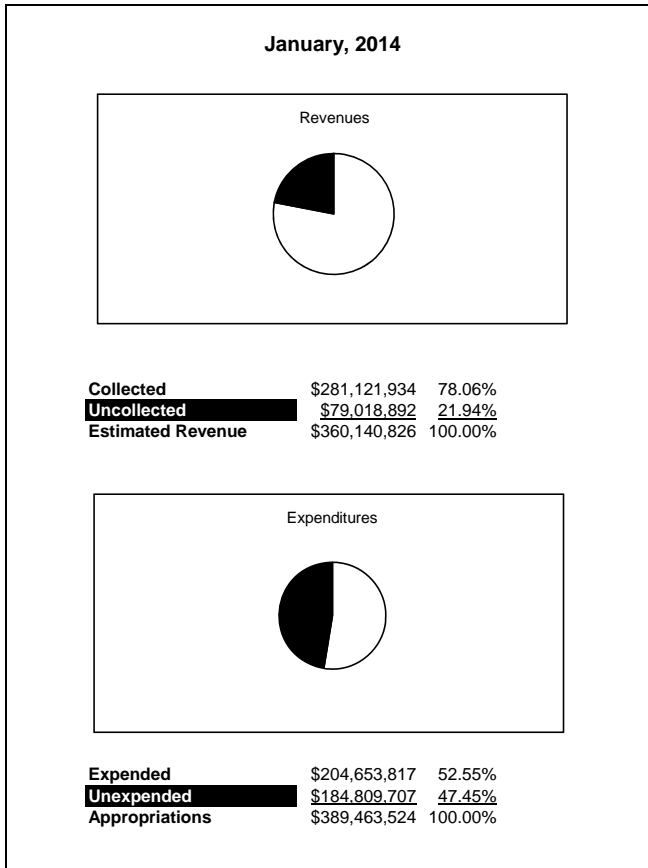 January, 2014
Revenues
Collected $281,121,934 78.06%
Uncollected $79,018,892 21.94%
Estimated Revenue $360,140,826 100.00%
Expenditures
Expended $204,653,817 52.55%
Unexpended $184,809,707 47.45%
Appropriations $389,463,524 100.00%